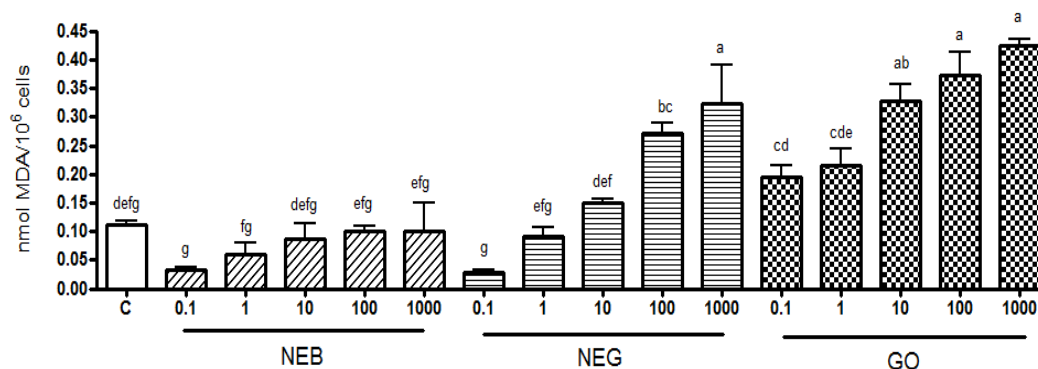 nmol MDA/10⁶ cells
0.45
0.40
0.35
0.30
0.25
0.20
0.15
0.10
0.05
0.00
defg
g
fg
defg
efg
efg
g
efg
def
bc
a
cd
cde
ab
a
a
C 0.1 1 10 100 1000 0.1 1 10 100 1000 0.1 1 10 100 1000
NEB NEG GO